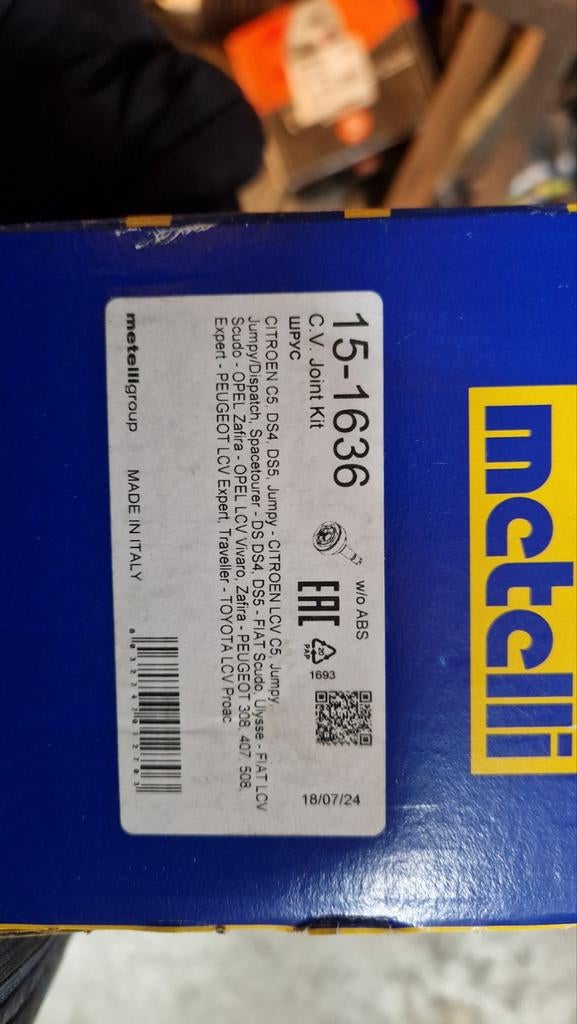 metelli
15-1636
C.V. Joint Kit
ШРУС
w/o ABS
EAC
20
PAP
1693
18/07/24
CITROEN C5, DS4, DS5, Jumpy - CITROEN LCV C5, Jumpy,
Jumpy/Dispatch, Spacetourer - DS DS4, DS5 - FIAT Scudo, Ulysse - FIAT LCV
Scudo - OPEL Zafira - OPEL LCV Vivaro, Zafira - PEUGEOT 308, 407, 508,
Expert - PEUGEOT LCV Expert, Traveller - TOYOTA LCV Proac
metelligroup
MADE IN ITALY